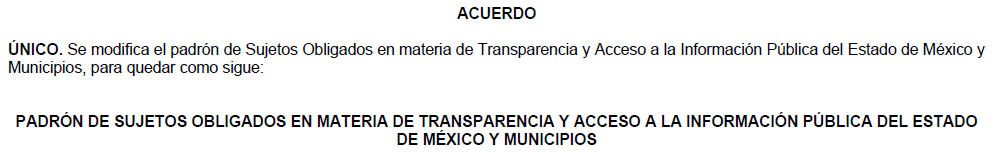 ACUERDO
ÚNICO. Se modifica el padrón de Sujetos Obligados en materia de Transparencia y Acceso a la Información Pública del Estado de México y
Municipios, para quedar como sigue:
PADRÓN DE SUJETOS OBLIGADOS EN MATERIA DE TRANSPARENCIA Y ACCESO A LA INFORMACIÓN PÚBLICA DEL ESTADO
DE MÉXICO Y MUNICIPIOS